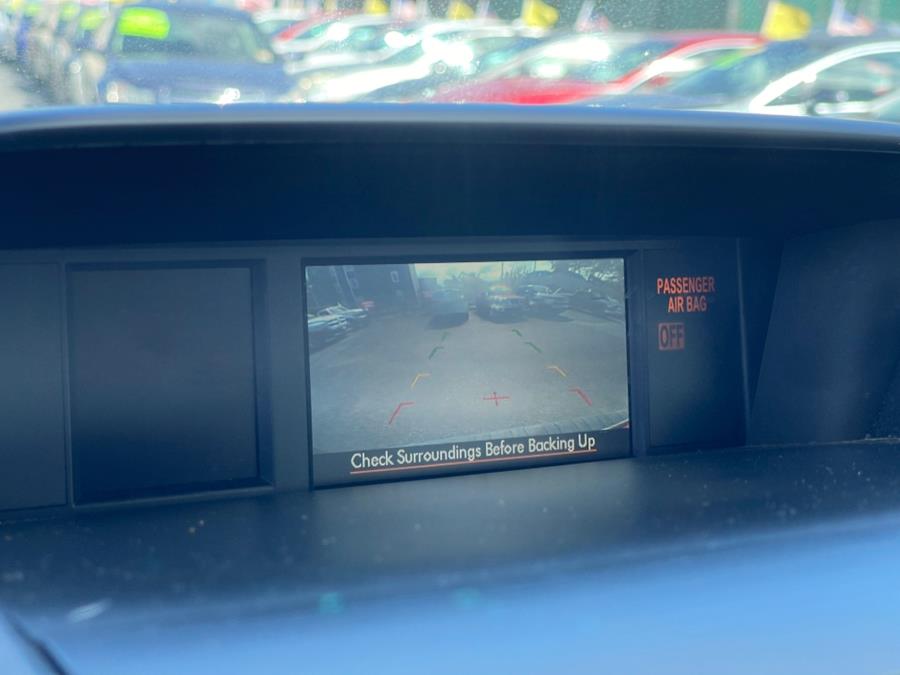 PASSENGER
AIR BAG
OFF
Check Surroundings Before Backing Up